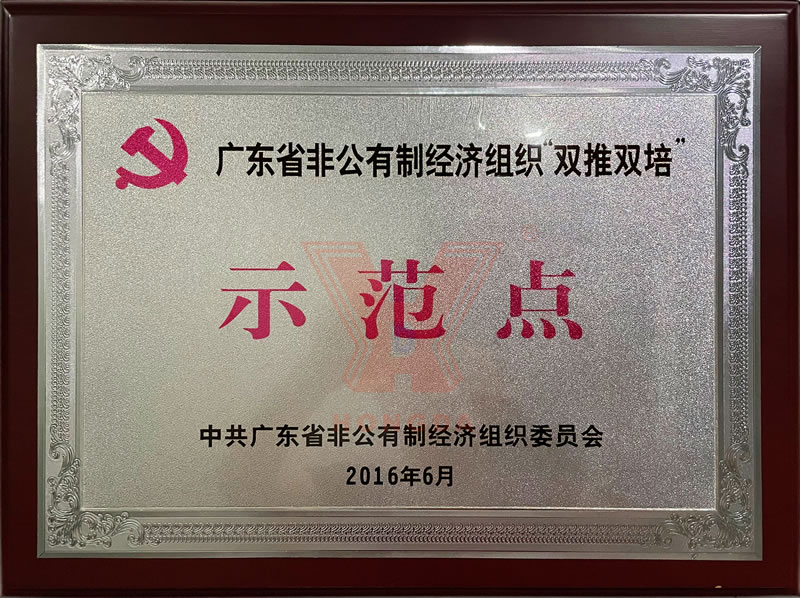 广东省非公有制经济组织“双推双培”
示范点
中共广东省非公有制经济组织委员会
2016年6月